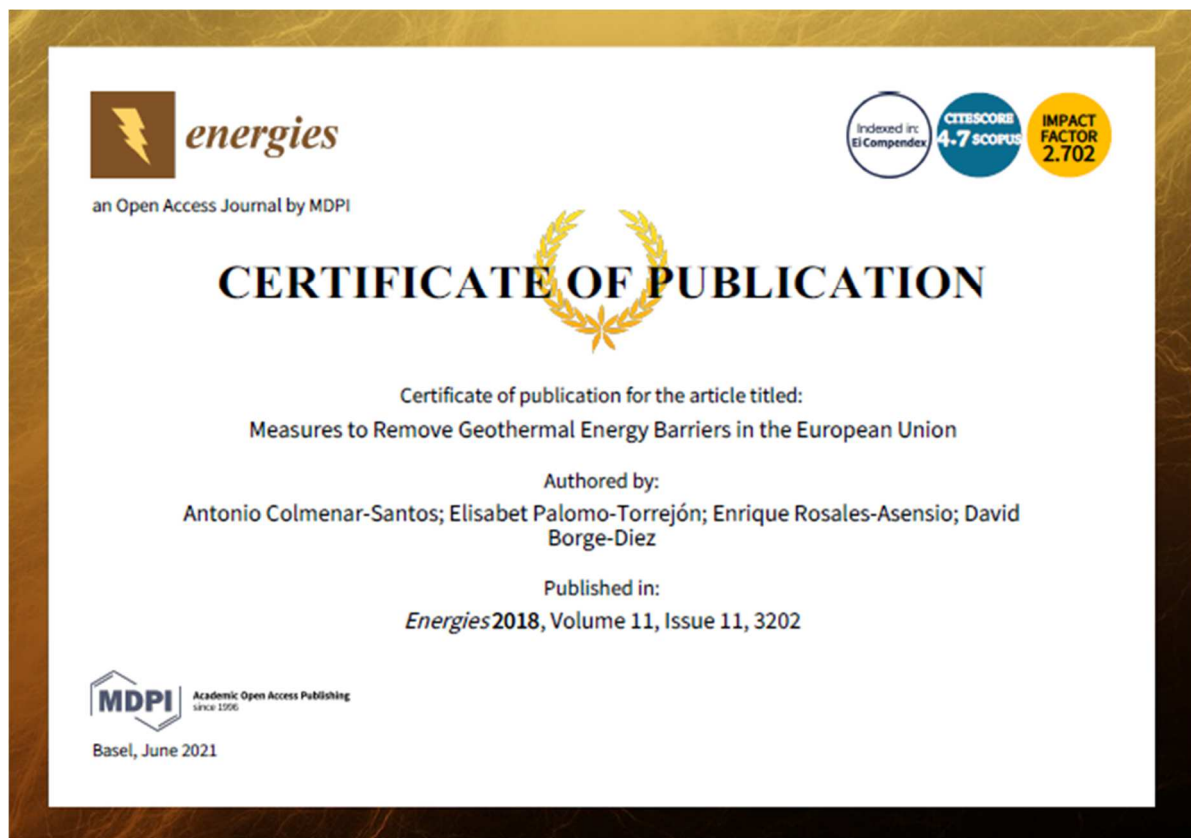 energies
an Open Access Journal by MDPI
Indexed in:
Ei Compendex
CITESCORE
4.7 SCOPUS
IMPACT
FACTOR
2.702
CERTIFICATE OF PUBLICATION
Certificate of publication for the article titled:
Measures to Remove Geothermal Energy Barriers in the European Union
Authored by:
Antonio Colmenar-Santos; Elisabet Palomo-Torrejón; Enrique Rosales-Asensio; David
Borge-Diez
Published in:
Energies 2018, Volume 11, Issue 11, 3202
MDPI
Academic Open Access Publishing
since 1996
Basel, June 2021